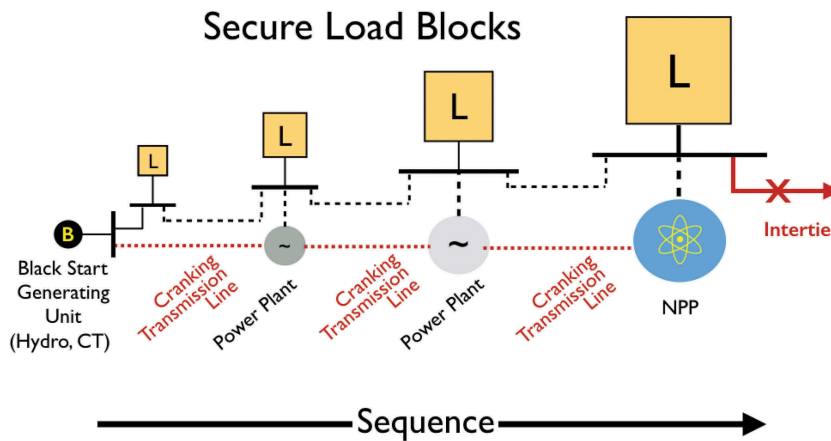 Secure Load Blocks
L
L
L
L
B
~
~
Intertie
Black Start
Generating
Unit
(Hydro, CT)
Cranking
Transmission
Line
Power Plant
Cranking
Transmission
Line
Power Plant
Cranking
Transmission
Line
NPP
Sequence